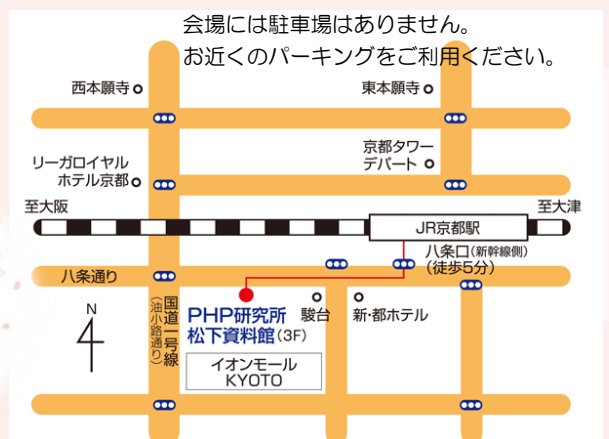 会場には駐車場はありません。
お近くのパーキングをご利用ください。
西本願寺
東本願寺
京都タワー
デパート
リーガロイヤル
ホテル京都
至大阪
至大津
JR京都駅
八条口(新幹線側)
(徒歩5分)
八条通り
N
国道一号線
(油小路通り)
PHP研究所
松下資料館(3F)
駿台
新・都ホテル
イオンモール
KYOTO